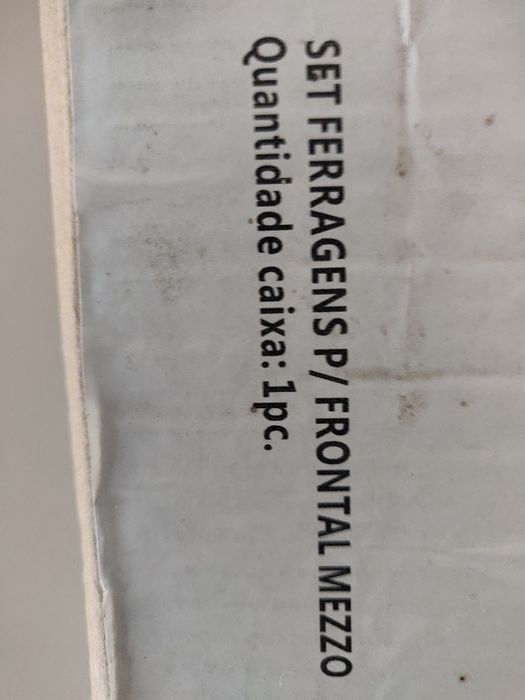 SET FERRAGENS P/ FRONTAL MEZZO
Quantidade caixa: 1pc.